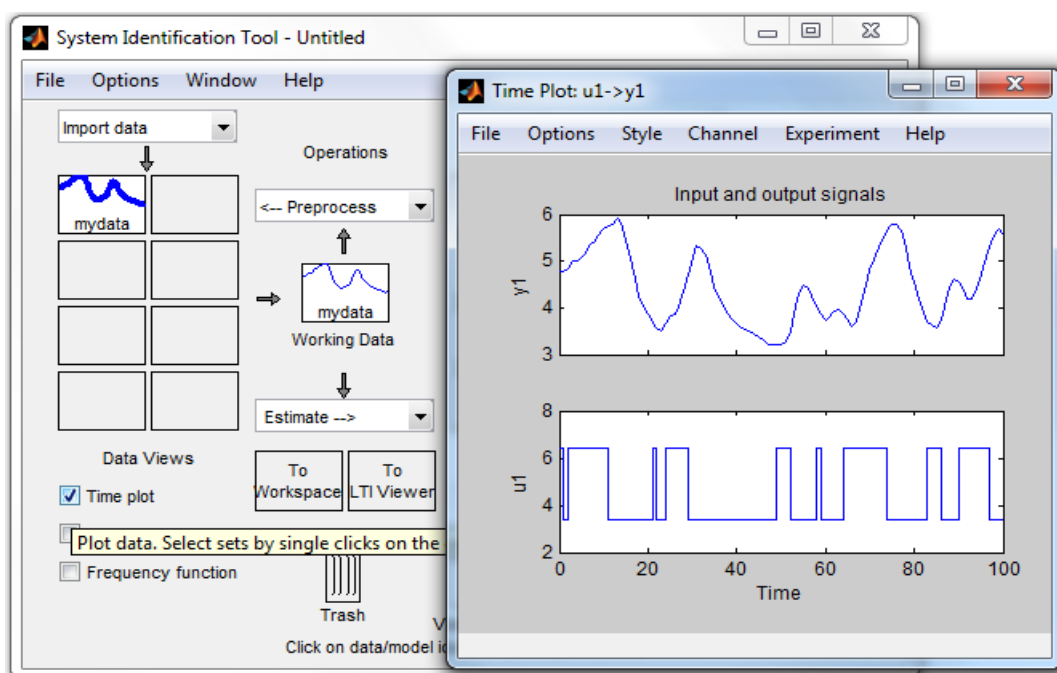 System Identification Tool - Untitled
File Options Window Help
Import data
Operations
mydata
<-- Preprocess
mydata
Working Data
Estimate -->
Data Views
To Workspace
To LTI Viewer
Time plot
Plot data. Select sets by single clicks on the
Frequency function
Trash
Click on data/model
Time Plot: u1->y1
File Options Style Channel Experiment Help
Input and output signals
6
5
4
3
y1
8
6
4
2
u1
0 20 40 60 80 100
Time